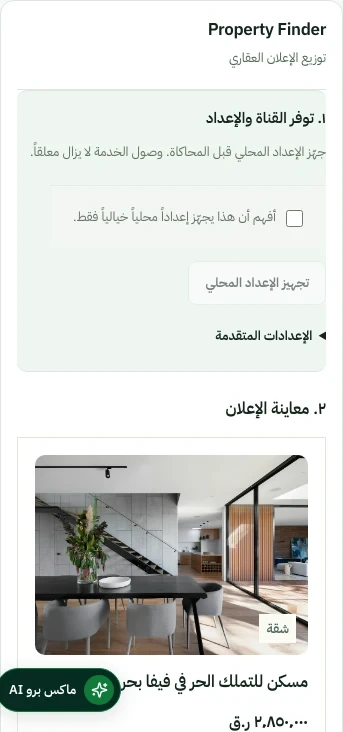 Property Finder
توزيع الإعلان العقاري
١. توفر القناة والإعداد
جهّز الإعداد المحلي قبل المحاكاة. وصول الخدمة لا يزال معلقاً.
أفهم أن هذا يجهّز إعداداً محلياً خيالياً فقط.
تجهيز الإعداد المحلي
الإعدادات المتقدمة
٢. معاينة الإعلان
شقة
مسكن للتملك الحر في فيفا بحر
ماكس برو AI
٢,٨٥٠,٠٠٠ ر.ق